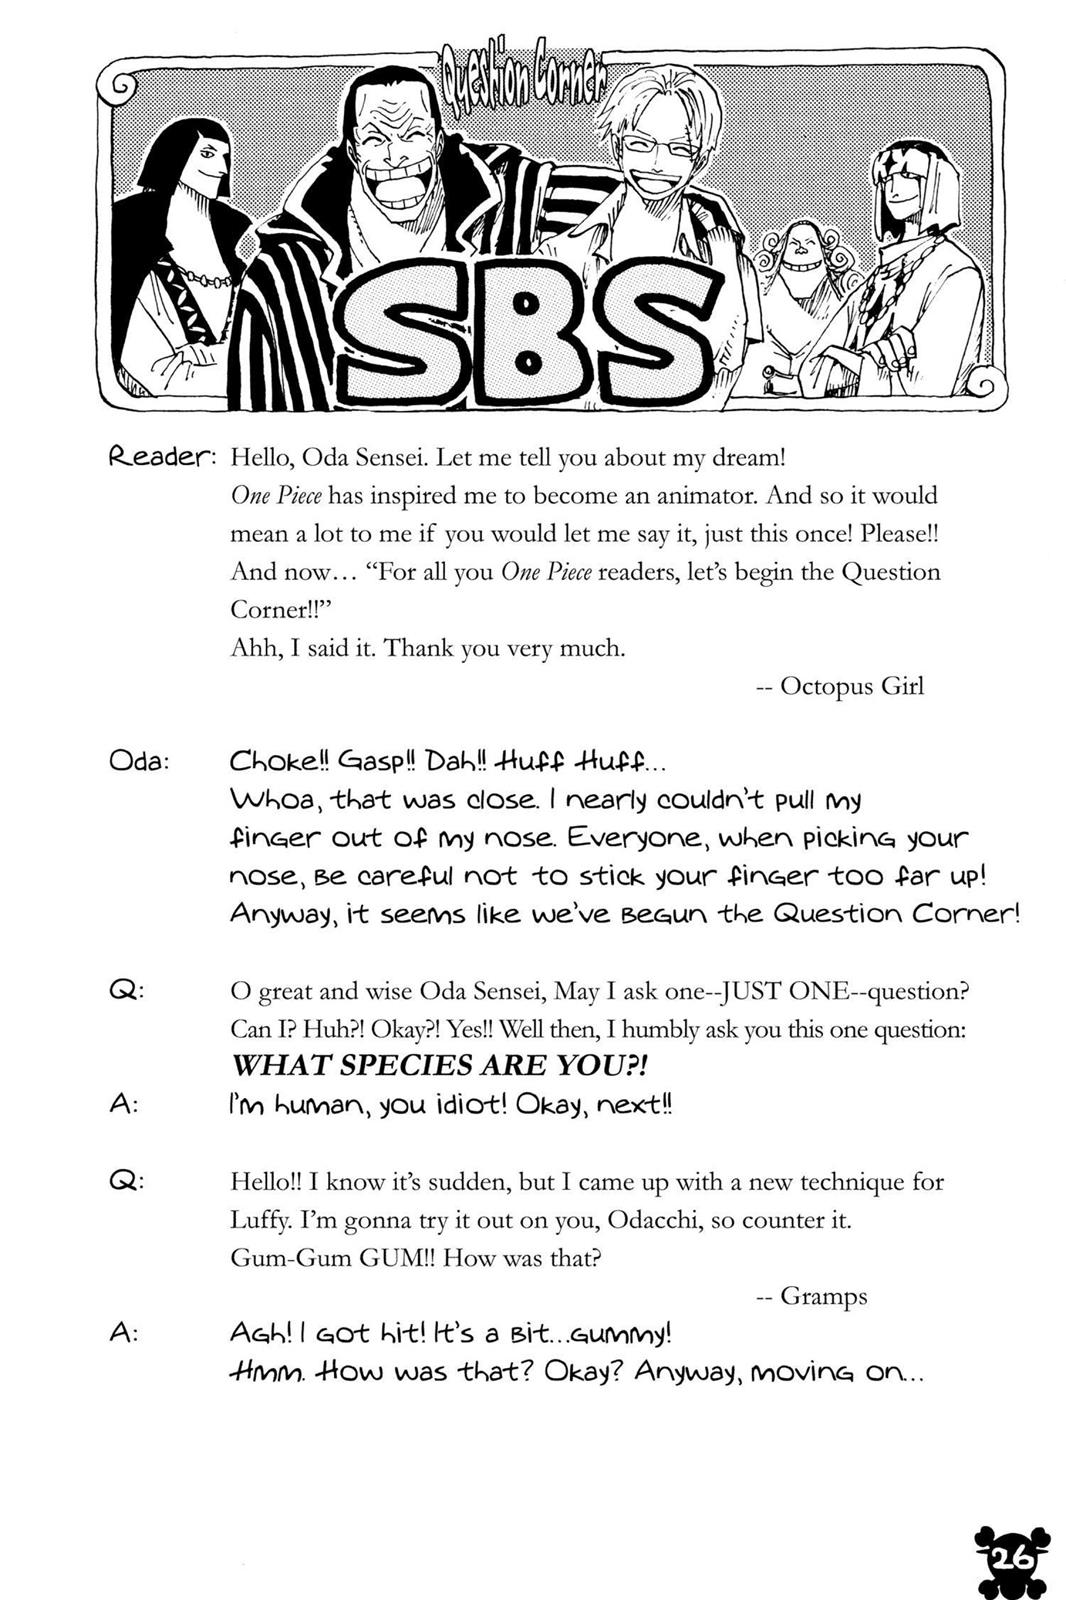 Question Corner
SBS
Reader: Hello, Oda Sensei. Let me tell you about my dream!
One Piece has inspired me to become an animator. And so it would
mean a lot to me if you would let me say it, just this once! Please!!
And now… “For all you One Piece readers, let’s begin the Question
Corner!!”
Ahh, I said it. Thank you very much.
-- Octopus Girl
Oda: Choke!! Gasp!! Dah!! Huff Huff...
Whoa, that was close. I nearly couldn't pull my
finger out of my nose. Everyone, when picking your
nose, be careful not to stick your finger too far up!
Anyway, it seems like we've begun the Question Corner!
Q: O great and wise Oda Sensei, May I ask one--JUST ONE--question?
Can I? Huh?! Okay?! Yes!! Well then, I humbly ask you this one question:
WHAT SPECIES ARE YOU?!
A: I'm human, you idiot! Okay, next!!
Q: Hello!! I know it’s sudden, but I came up with a new technique for
Luffy. I’m gonna try it out on you, Odacchi, so counter it.
Gum-Gum GUM!! How was that?
-- Gramps
A: Agh! I got hit! It's a bit...gummy!
Hmm. How was that? Okay? Anyway, moving on...
26